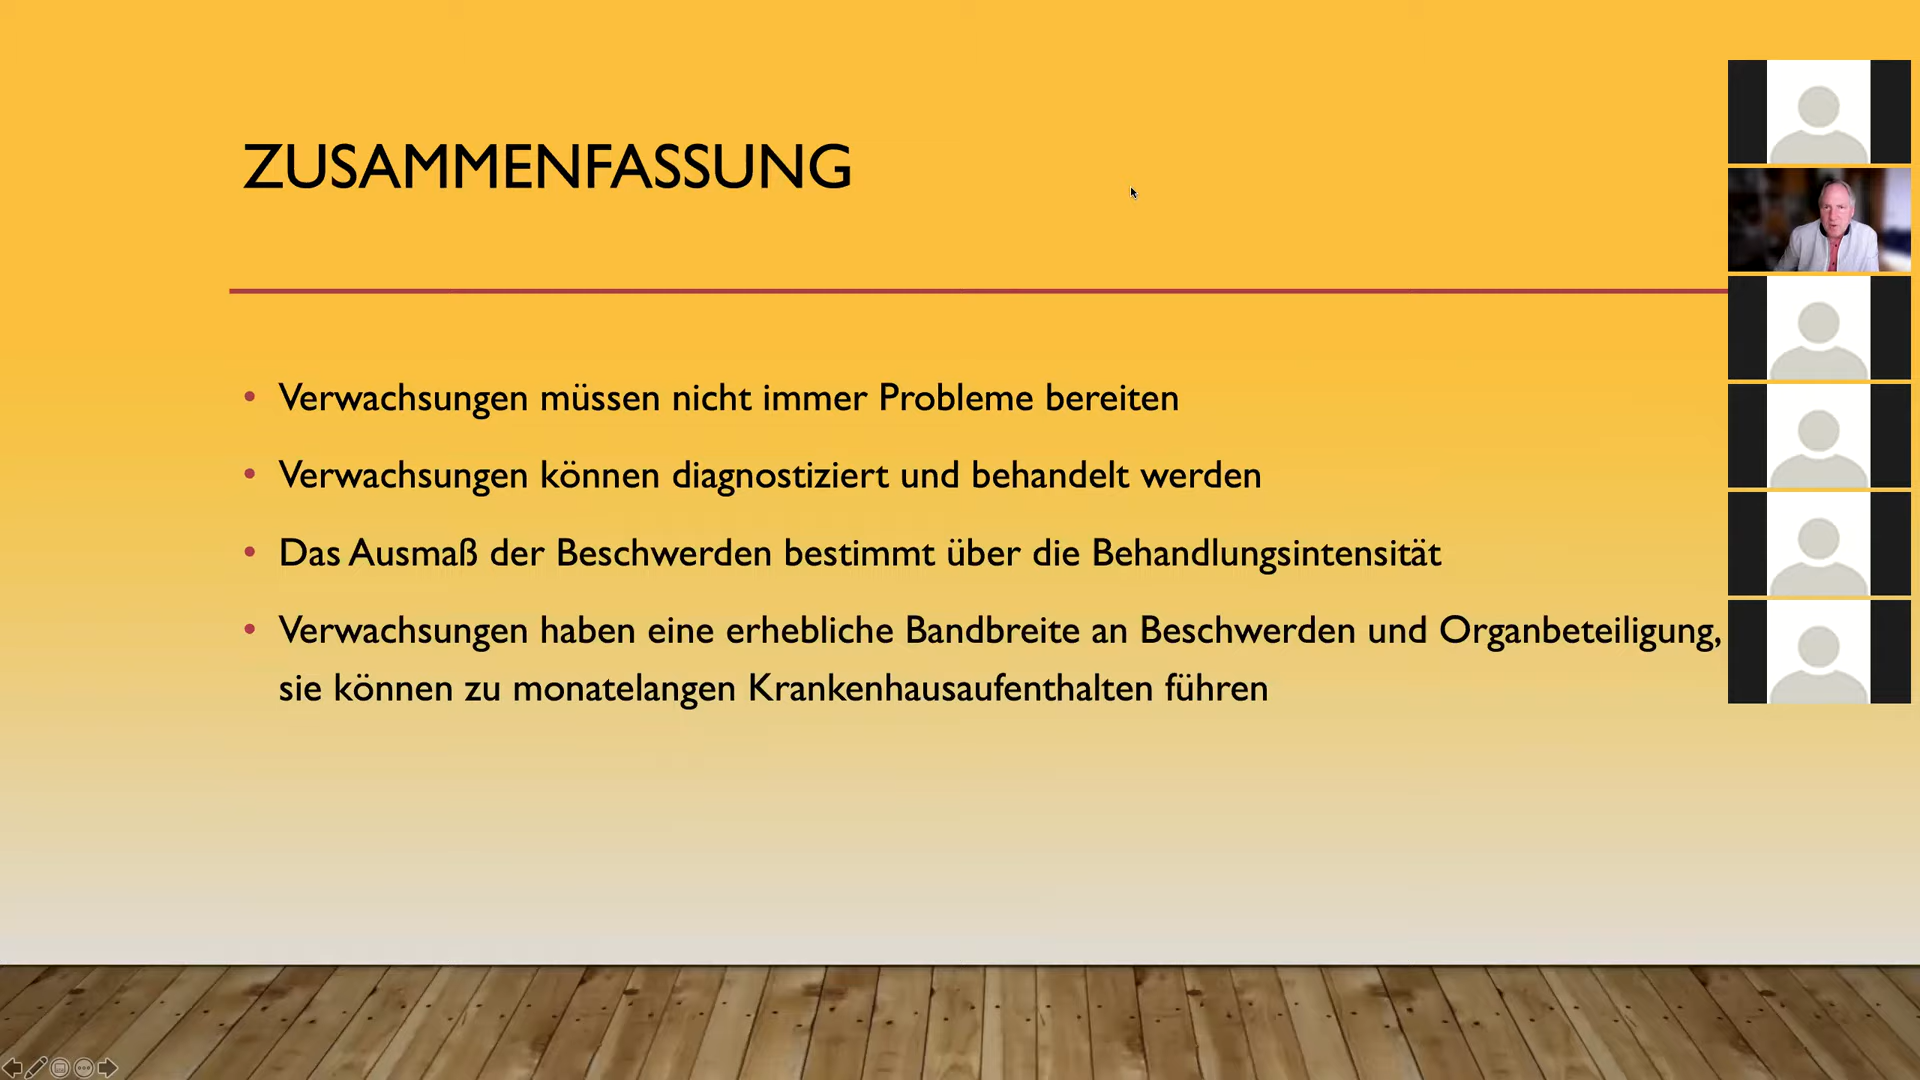 ZUSAMMENFASSUNG
• Verwachsungen müssen nicht immer Probleme bereiten
• Verwachsungen können diagnostiziert und behandelt werden
• Das Ausmaß der Beschwerden bestimmt über die Behandlungsintensität
• Verwachsungen haben eine erhebliche Bandbreite an Beschwerden und Organbeteiligung,
sie können zu monatelangen Krankenhausaufenthalten führen